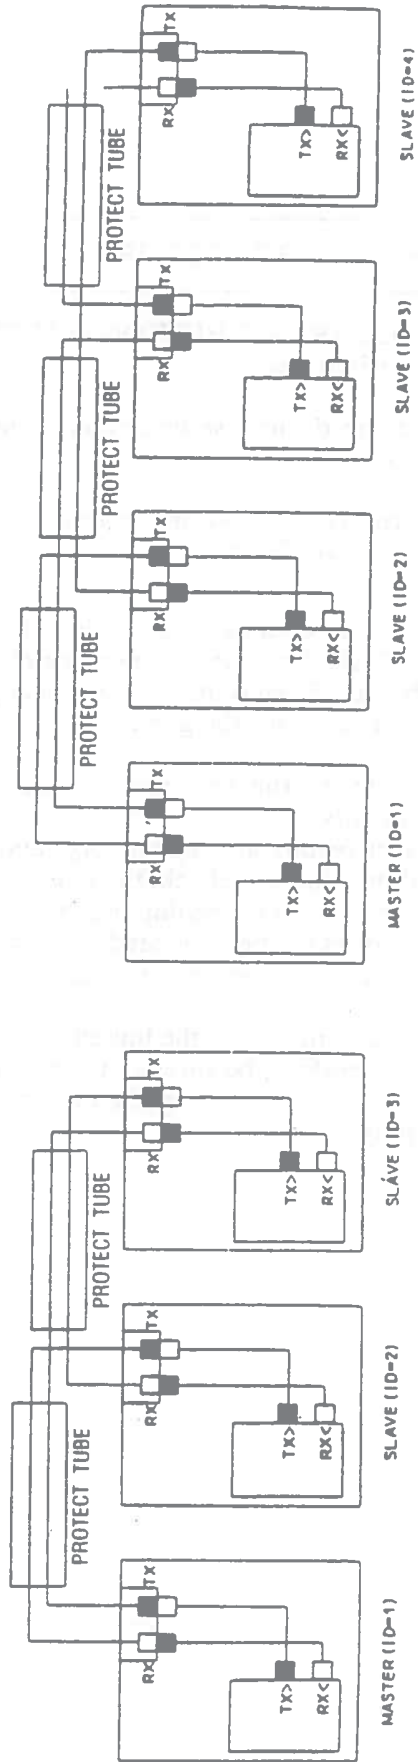 PROTECT TUBE
PROTECT TUBE
RX TX
TX>
RX<
MASTER (ID=1)
RX TX
TX>
RX<
SLAVE (ID=2)
RX TX
TX>
RX<
SLAVE (ID=3)
PROTECT TUBE
PROTECT TUBE
PROTECT TUBE
RX TX
TX>
RX<
MASTER (ID=1)
RX TX
TX>
RX<
SLAVE (ID=2)
RX TX
TX>
RX<
SLAVE (ID=3)
RX TX
TX>
RX<
SLAVE (ID=4)